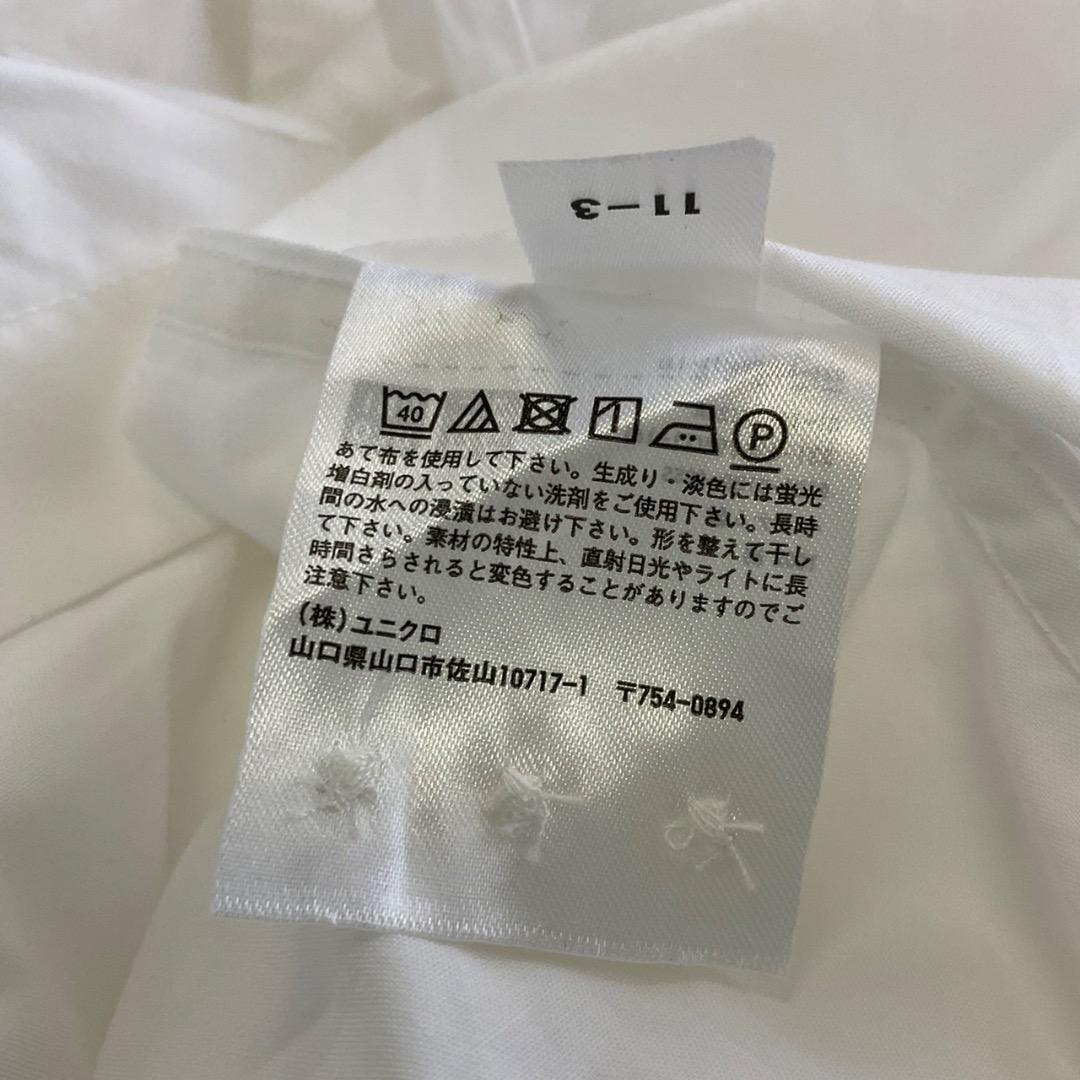 11-3
40
P
あて布を使用して下さい。生成り・淡色には蛍光
増白剤の入っていない洗剤をご使用下さい。長時
間の水への浸漬はお避け下さい。形を整えて干し
て下さい。素材の特性上、直射日光やライトに長
時間さらされると変色することがありますのでご
注意下さい。
(株)ユニクロ
山口県山口市佐山10717-1 〒754-0894